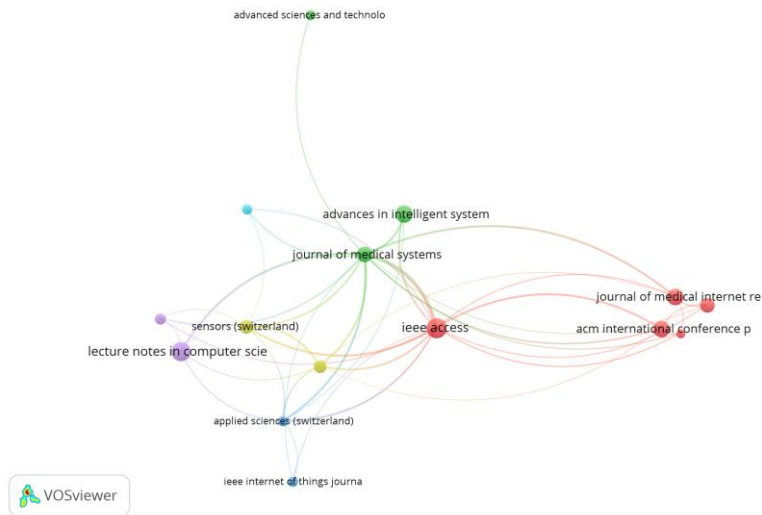 advanced sciences and technolo
advances in intelligent system
journal of medical systems
journal of medical internet re
sensors (switzerland)
ieee access
acm international conference p
lecture notes in computer scie
applied sciences (switzerland)
ieee internet of things journa
VOSviewer